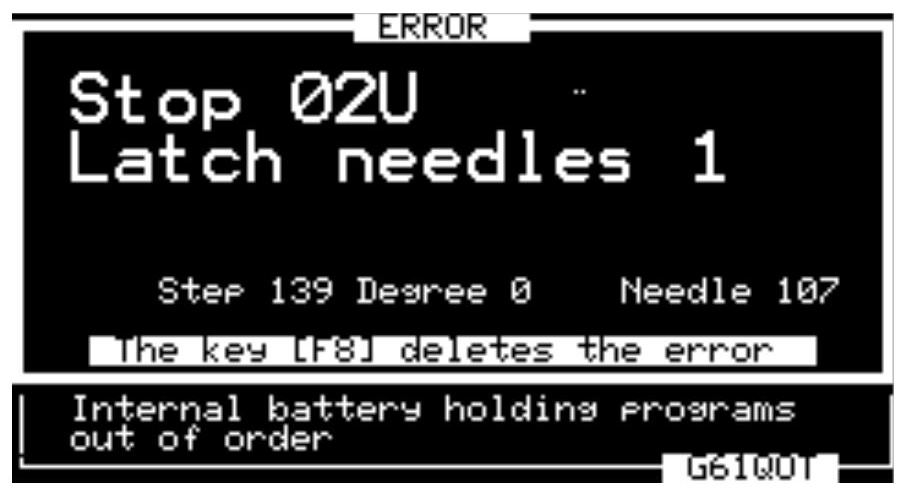 ERROR
Stop 02U
Latch needles 1
Step 139 Degree 0 Needle 107
The key [F8] deletes the error
Internal battery holding programs
out of order
G61Q0T